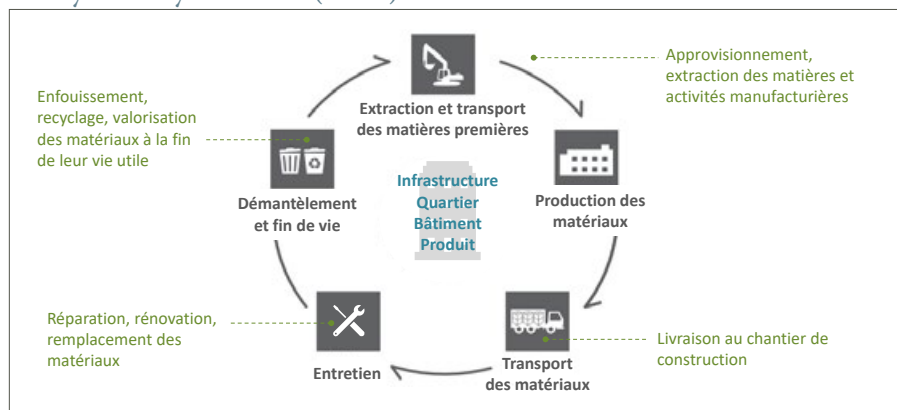 Extraction et transport
des matières premières
Approvisionnement,
extraction des matières et
activités manufacturières
Enfouissement,
recyclage, valorisation
des matériaux à la fin
de leur vie utile
Infrastructure
Quartier
Bâtiment
Produit
Production des
matériaux
Démantèlement
et fin de vie
Réparation, rénovation,
remplacement des
matériaux
Entretien
Transport
des matériaux
Livraison au chantier de
construction